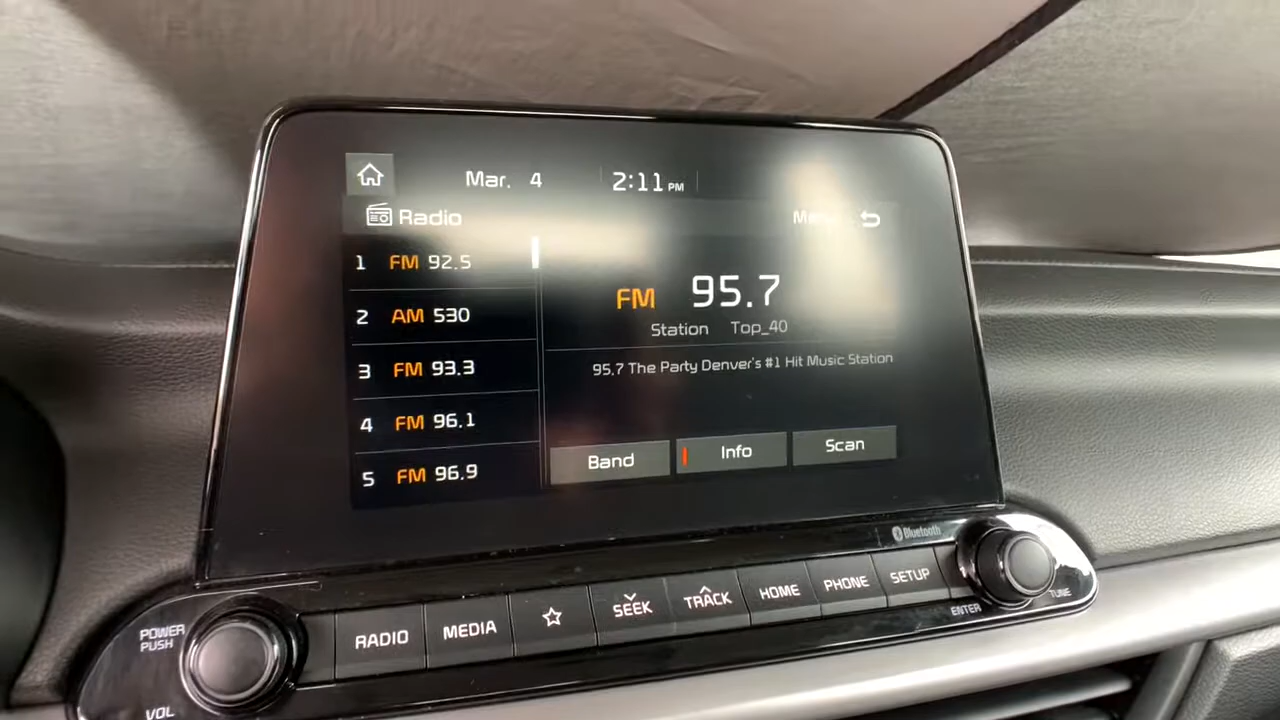 Mar. 4 2:11 PM
Radio
Menu
1 FM 92.5
2 AM 530
3 FM 93.3
4 FM 96.1
5 FM 96.9
FM 95.7
Station Top_40
95.7 The Party Denver's #1 Hit Music Station
Band Info Scan
Bluetooth
POWER
PUSH
VOL
RADIO MEDIA SEEK TRACK HOME PHONE SETUP
ENTER
TUNE